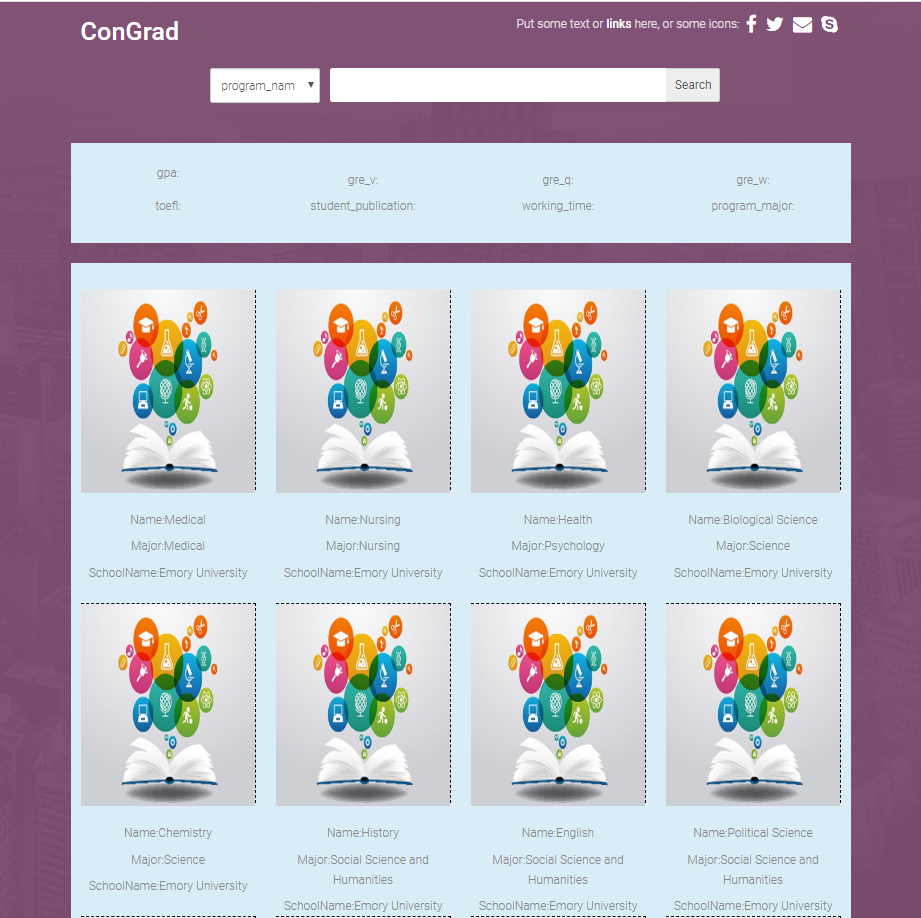 ConGrad
Put some text or links here, or some icons:
program_nam
Search
gpa:
gre_v:
gre_q:
gre_w:
toefl:
student_publication:
working_time:
program_major:
Name:Medical
Major:Medical
SchoolName:Emory University
Name:Nursing
Major:Nursing
SchoolName:Emory University
Name:Health
Major:Psychology
SchoolName:Emory University
Name:Biological Science
Major:Science
SchoolName:Emory University
Name:Chemistry
Major:Science
SchoolName:Emory University
Name:History
Major:Social Science and
Humanities
SchoolName:Emory University
Name:English
Major:Social Science and
Humanities
SchoolName:Emory University
Name:Political Science
Major:Social Science and
Humanities
SchoolName:Emory University